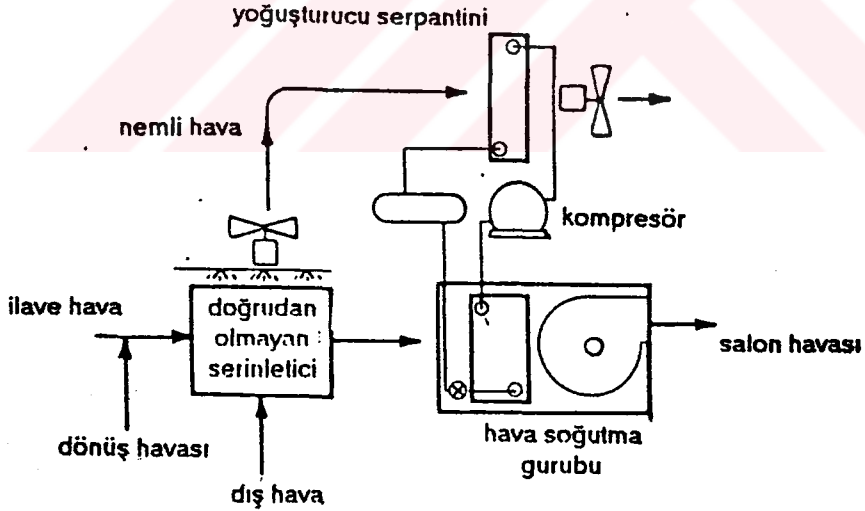 yoğuşturucu serpantini
nemli hava
kompresör
ilave hava
doğrudan
olmayan
serinletici
salon havası
dönüş havası
hava soğutma
gurubu
dış hava